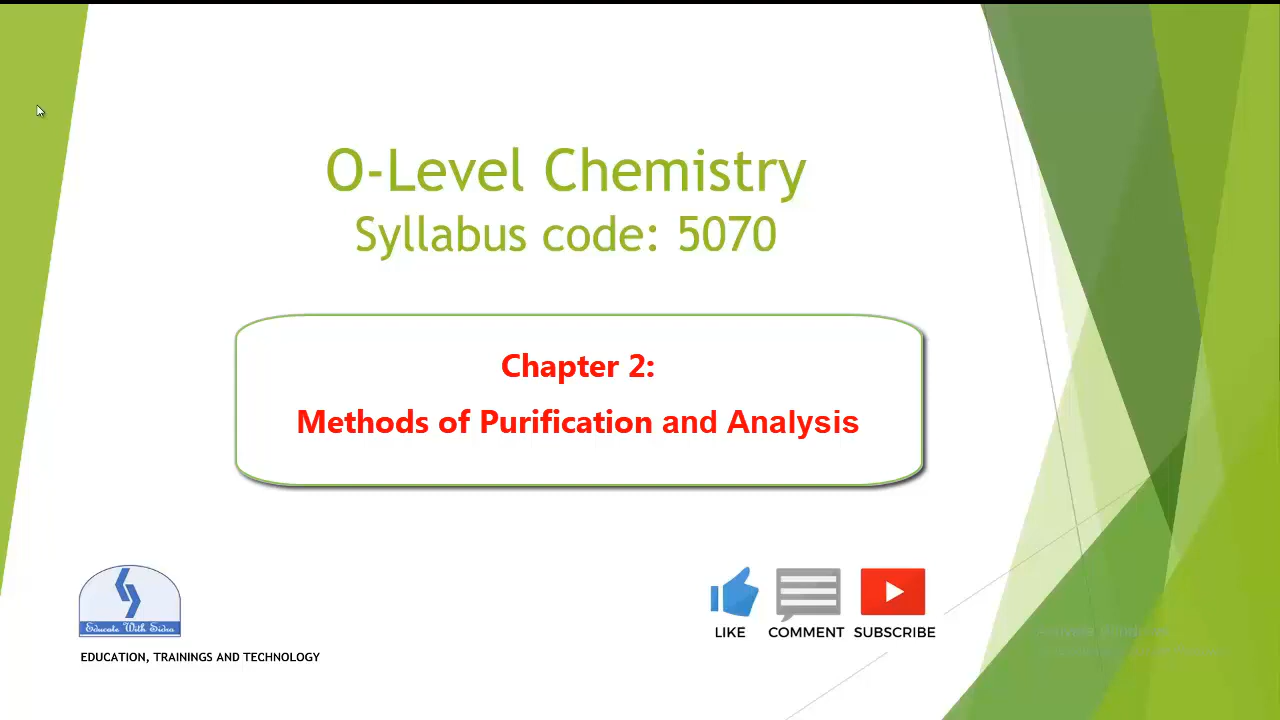 O-Level Chemistry
Syllabus code: 5070
Chapter 2:
Methods of Purification and Analysis
Educate With Sidra
EDUCATION, TRAININGS AND TECHNOLOGY
LIKE COMMENT SUBSCRIBE